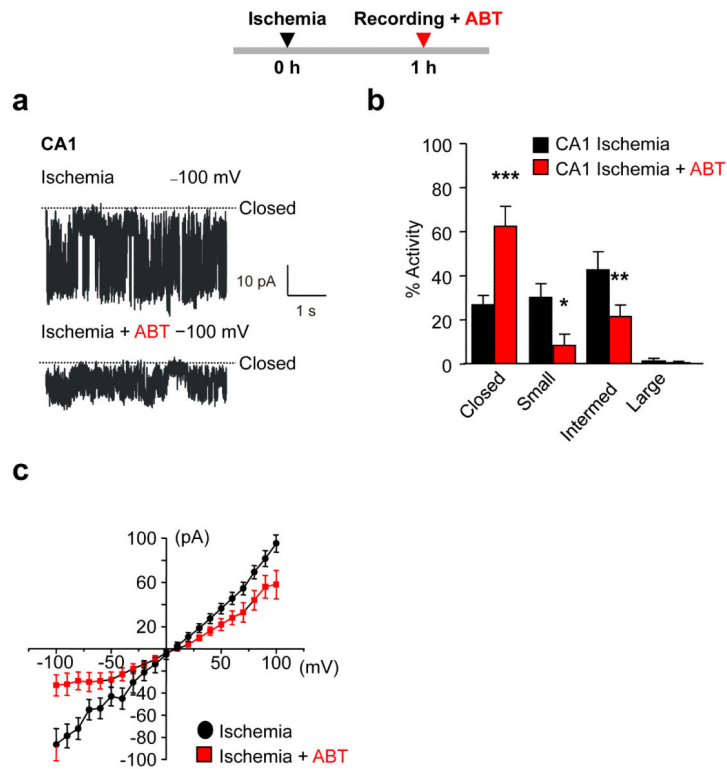 Ischemia Recording + ABT
0 h 1 h
a
CA1
Ischemia –100 mV
Closed
10 pA
1 s
Ischemia + ABT −100 mV
Closed
b
CA1 Ischemia
CA1 Ischemia + ABT
% Activity
100
80
60
40
20
0
***
*
**
Closed
Small
Intermed
Large
c
(pA)
100
60
20
-100 -50 50 100
(mV)
-20
-40
-60
-80
-100
Ischemia
Ischemia + ABT